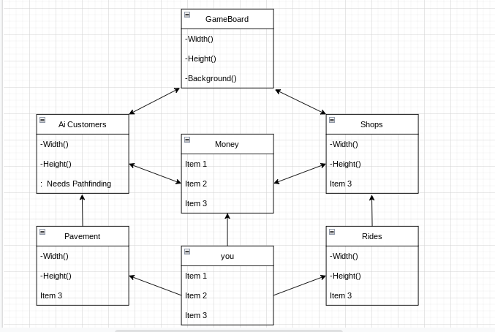 GameBoard
-Width()
-Height()
-Background()
Ai Customers
-Width()
-Height()
: Needs Pathfinding
Money
Item 1
Item 2
Item 3
Shops
-Width()
-Height()
Item 3
Pavement
-Width()
-Height()
Item 3
you
Item 1
Item 2
Item 3
Rides
-Width()
-Height()
Item 3